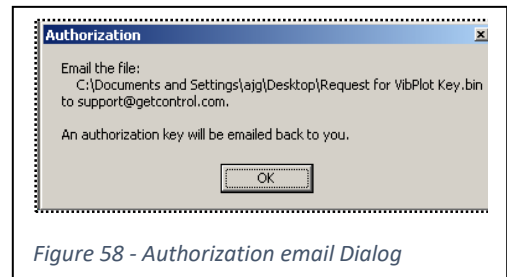 Authorization
Email the file:
C:\Documents and Settings\ajg\Desktop\Request for VibPlot Key.bin
to support@getcontrol.com.
An authorization key will be emailed back to you.
OK
Figure 58 - Authorization email Dialog